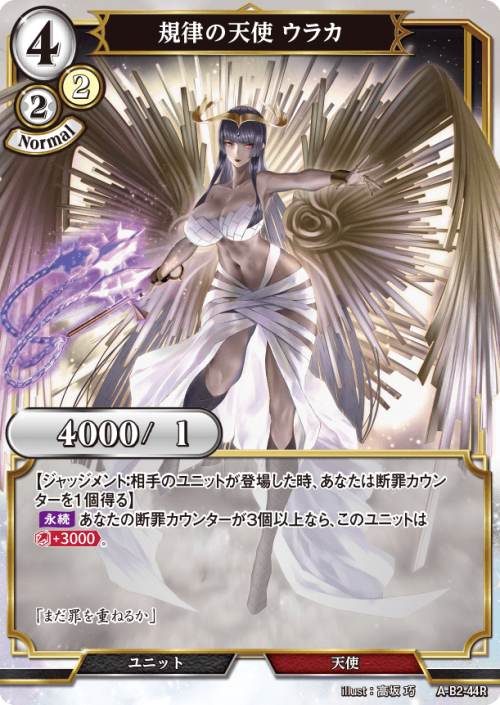 4
規律の天使 ウラカ
2
2
Normal
4000/ 1
【ジャッジメント:相手のユニットが登場した時、あなたは断罪カウン
ターを1個得る】
永続 あなたの断罪カウンターが3個以上なら、このユニットは
+3000。
「まだ罪を重ねるか」
ユニット
天使
illust:高坂 巧
A-B2-44R